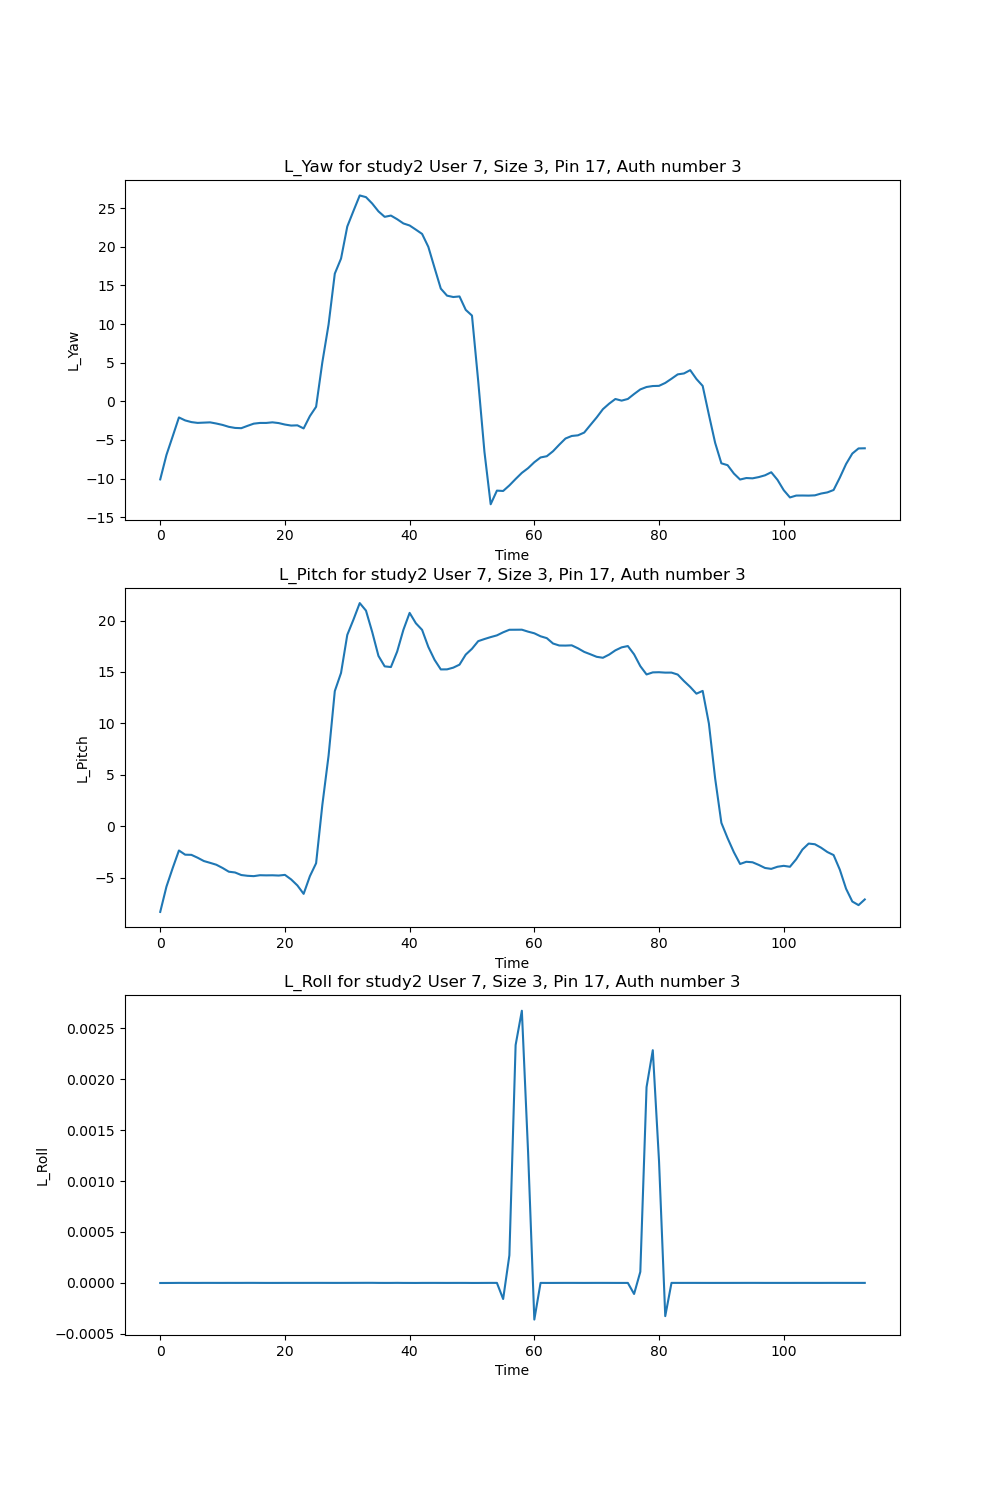 L_Yaw for study2 User 7, Size 3, Pin 17, Auth number 3
25
20
15
10
5
0
−5
−10
−15
L_Yaw
0 20 40 60 80 100
Time
L_Pitch for study2 User 7, Size 3, Pin 17, Auth number 3
20
15
10
5
0
−5
L_Pitch
0 20 40 60 80 100
Time
L_Roll for study2 User 7, Size 3, Pin 17, Auth number 3
0.0025
0.0020
0.0015
0.0010
0.0005
0.0000
−0.0005
L_Roll
0 20 40 60 80 100
Time